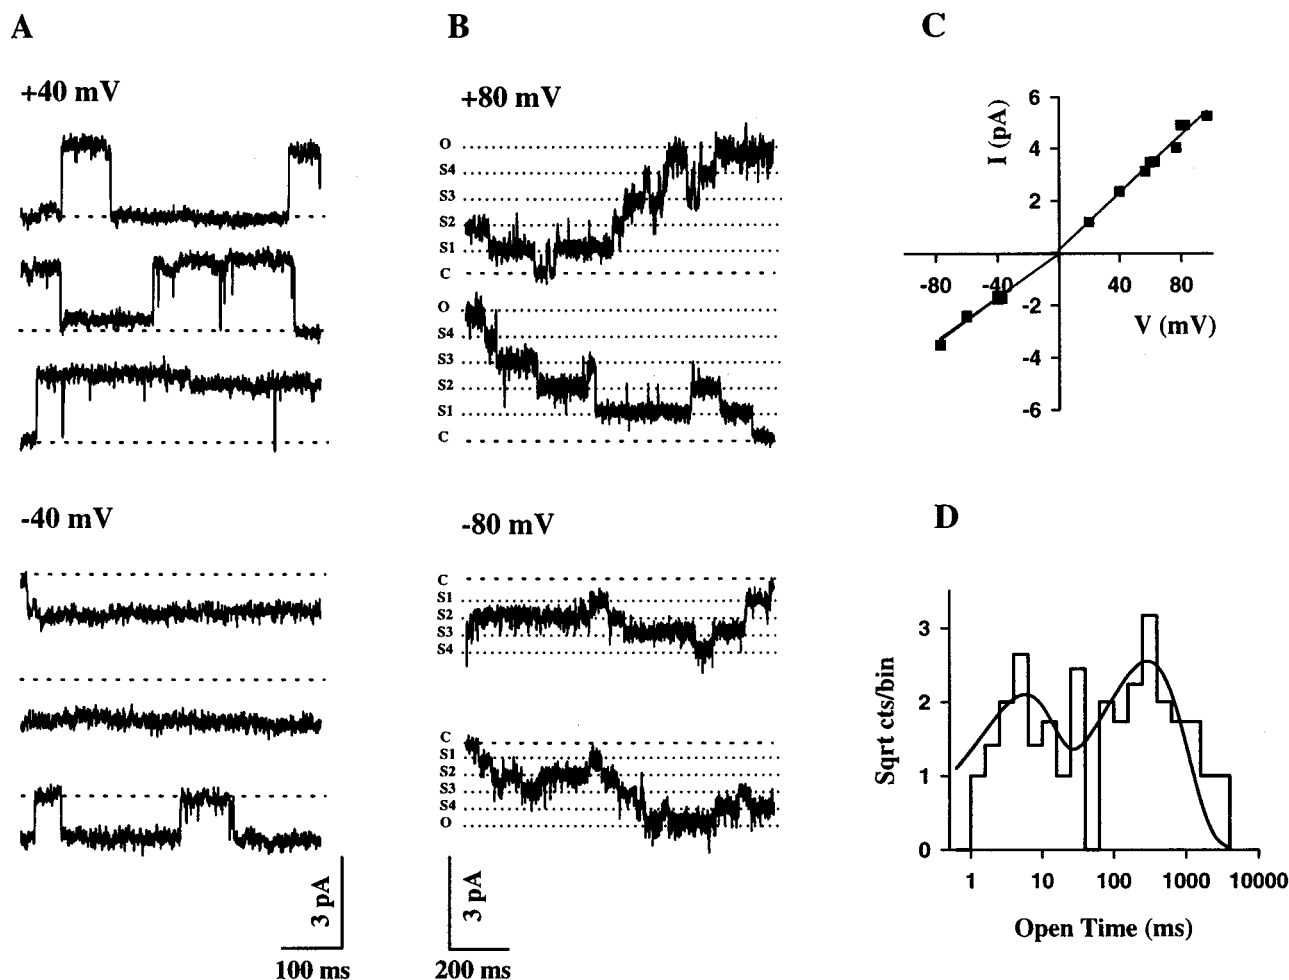 A
+40 mV
-40 mV
3 pA
100 ms
B
+80 mV
O
S4
S3
S2
S1
C
O
S4
S3
S2
S1
C
-80 mV
C
S1
S2
S3
S4
C
S1
S2
S3
S4
O
3 pA
200 ms
C
I (pA)
6
4
2
-80 -40 40 80
-2
-4
-6
V (mV)
D
Sqrt cts/bin
3
2
1
0
1 10 100 1000 10000
Open Time (ms)